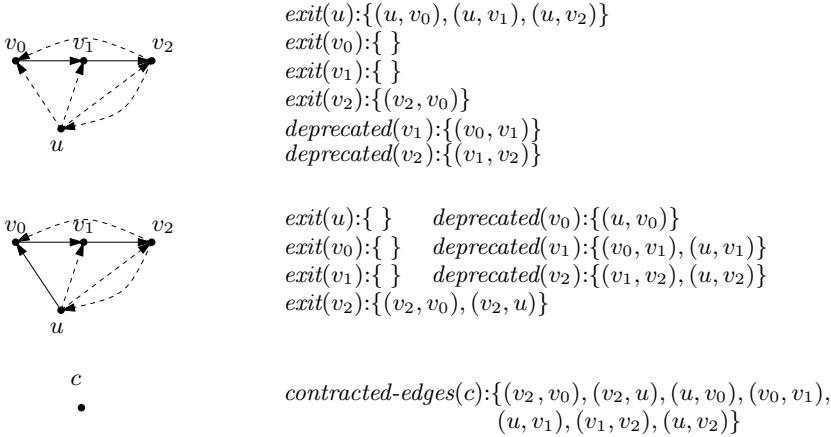 v₀ v₁ v₂
u
exit(u):{(u, v₀), (u, v₁), (u, v₂)}
exit(v₀):{ }
exit(v₁):{ }
exit(v₂):{(v₂, v₀)}
deprecated(v₁):{(v₀, v₁)}
deprecated(v₂):{(v₁, v₂)}
v₀ v₁ v₂
u
exit(u):{ } deprecated(v₀):{(u, v₀)}
exit(v₀):{ } deprecated(v₁):{(v₀, v₁), (u, v₁)}
exit(v₁):{ } deprecated(v₂):{(v₁, v₂), (u, v₂)}
exit(v₂):{(v₂, v₀), (v₂, u)}
c
contracted-edges(c):{(v₂, v₀), (v₂, u), (u, v₀), (v₀, v₁),
(u, v₁), (v₁, v₂), (u, v₂)}